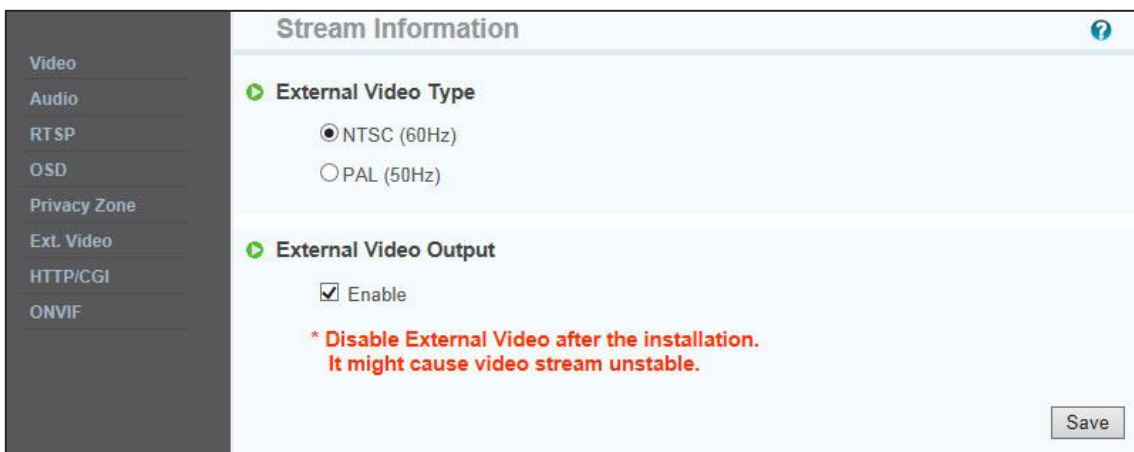 Stream Information
?
Video
Audio
RTSP
OSD
Privacy Zone
Ext. Video
HTTP/CGI
ONVIF
External Video Type
NTSC (60Hz)
PAL (50Hz)
External Video Output
Enable
* Disable External Video after the installation.
It might cause video stream unstable.
Save